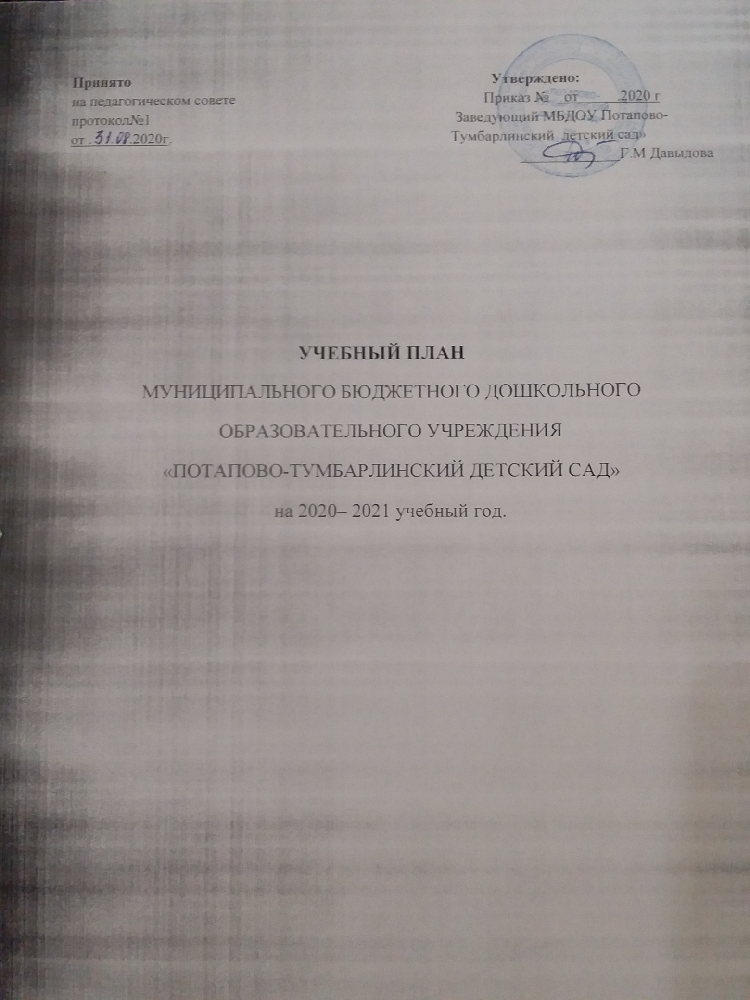 Принято
на педагогическом совете
протокол№1
от .31.08.2020г.
Утверждено:
Приказ № от .2020 г
Заведующий МБДОУ Потапово-
Тумбарлинский детский сад»
Г.М Давыдова
УЧЕБНЫЙ ПЛАН
МУНИЦИПАЛЬНОГО БЮДЖЕТНОГО ДОШКОЛЬНОГО
ОБРАЗОВАТЕЛЬНОГО УЧРЕЖДЕНИЯ
«ПОТАПОВО-ТУМБАРЛИНСКИЙ ДЕТСКИЙ САД»
на 2020– 2021 учебный год.